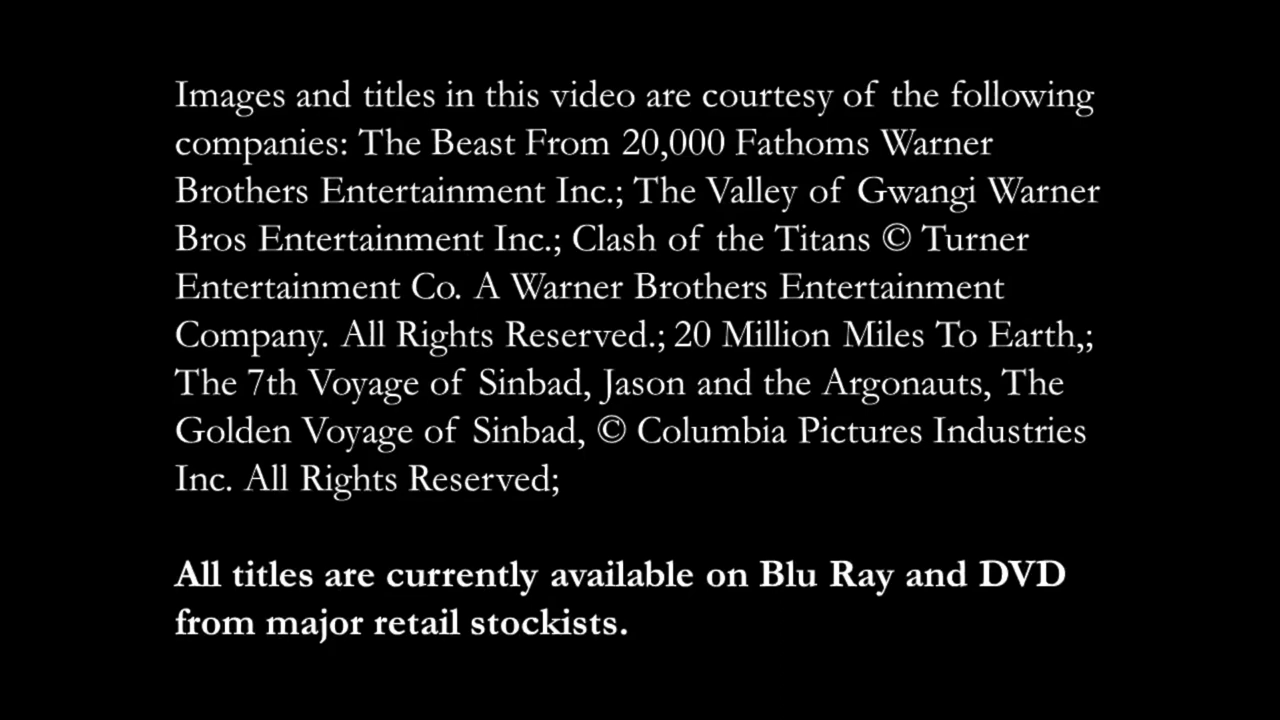 Images and titles in this video are courtesy of the following
companies: The Beast From 20,000 Fathoms Warner
Brothers Entertainment Inc.; The Valley of Gwangi Warner
Bros Entertainment Inc.; Clash of the Titans © Turner
Entertainment Co. A Warner Brothers Entertainment
Company. All Rights Reserved.; 20 Million Miles To Earth,;
The 7th Voyage of Sinbad, Jason and the Argonauts, The
Golden Voyage of Sinbad, © Columbia Pictures Industries
Inc. All Rights Reserved;
All titles are currently available on Blu Ray and DVD
from major retail stockists.